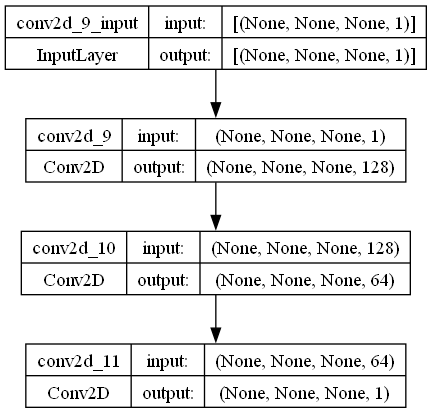 conv2d_9_input input: [(None, None, None, 1)]
InputLayer output: [(None, None, None, 1)]
conv2d_9 input: (None, None, None, 1)
Conv2D output: (None, None, None, 128)
conv2d_10 input: (None, None, None, 128)
Conv2D output: (None, None, None, 64)
conv2d_11 input: (None, None, None, 64)
Conv2D output: (None, None, None, 1)